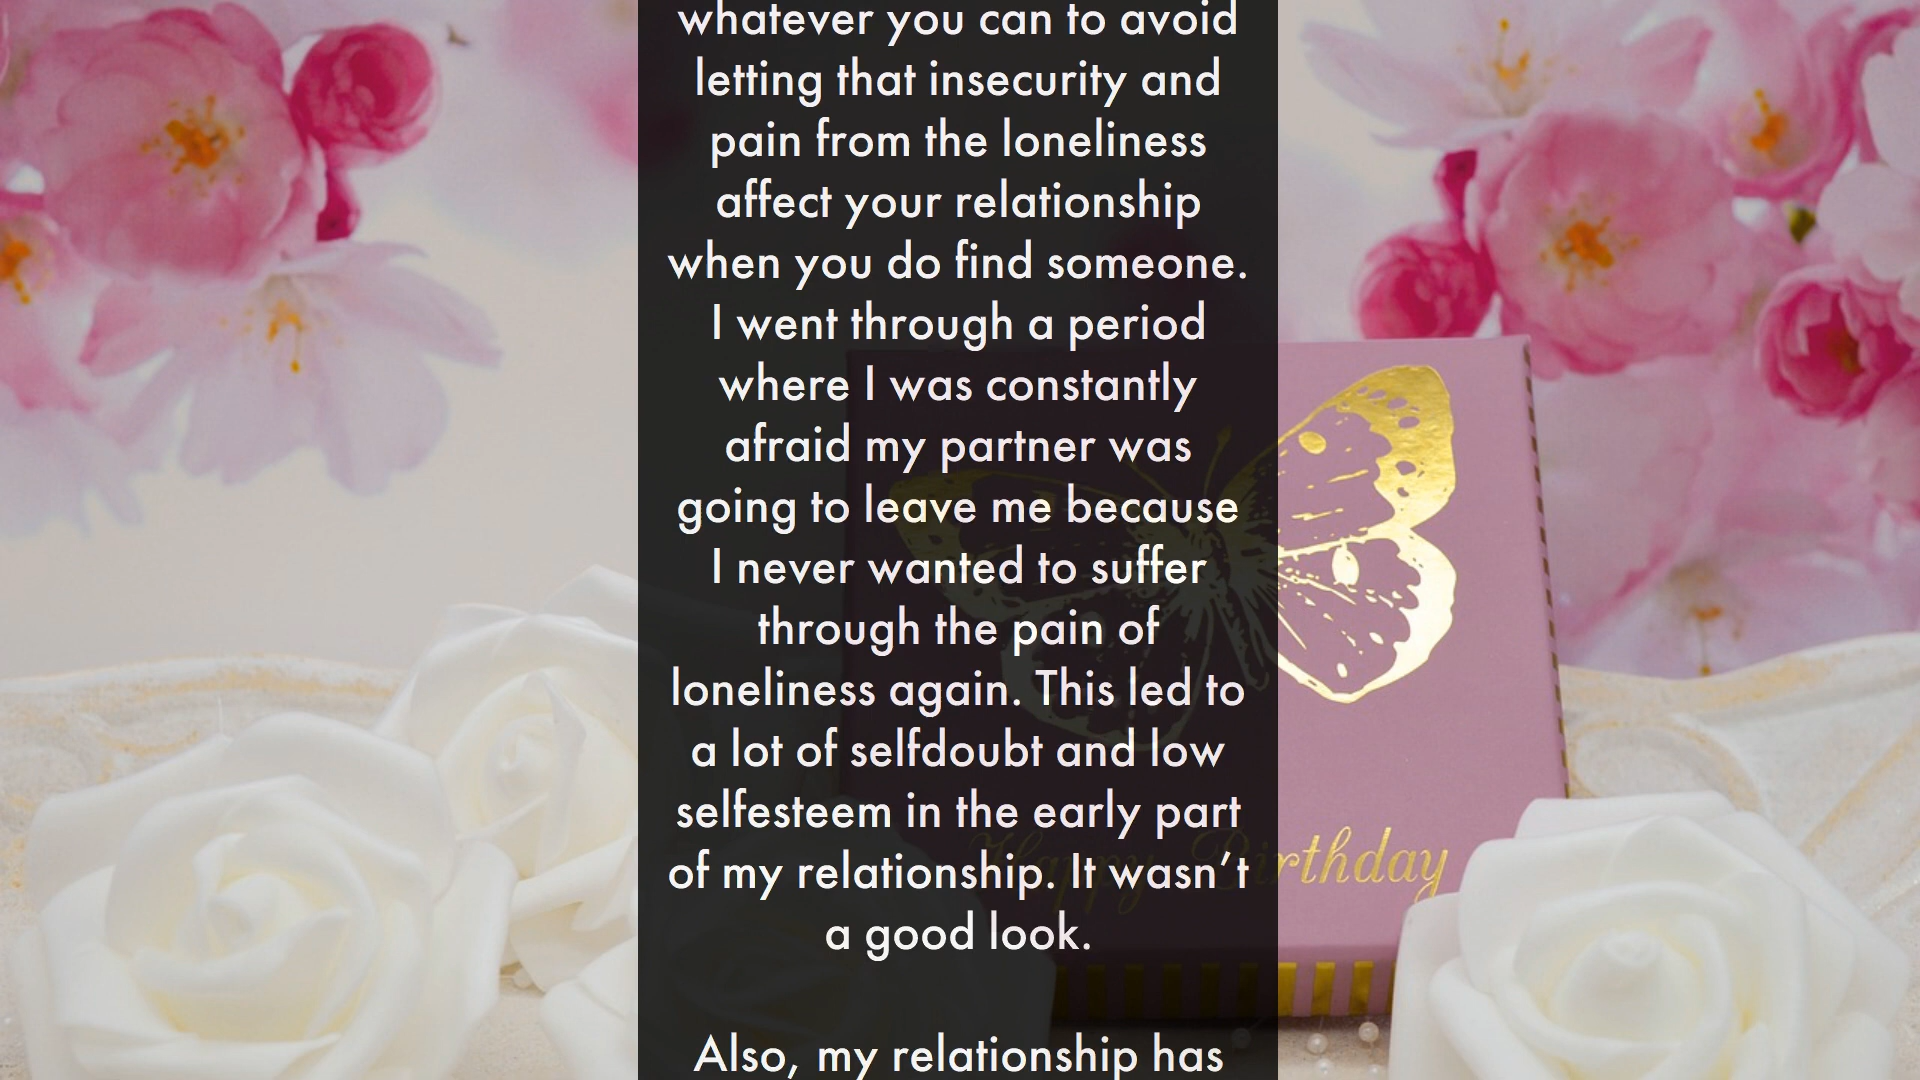 whatever you can to avoid
letting that insecurity and
pain from the loneliness
affect your relationship
when you do find someone.
I went through a period
where I was constantly
afraid my partner was
going to leave me because
I never wanted to suffer
through the pain of
loneliness again. This led to
a lot of selfdoubt and low
selfesteem in the early part
of my relationship. It wasn’t
a good look.
Also, my relationship has
Happy Birthday